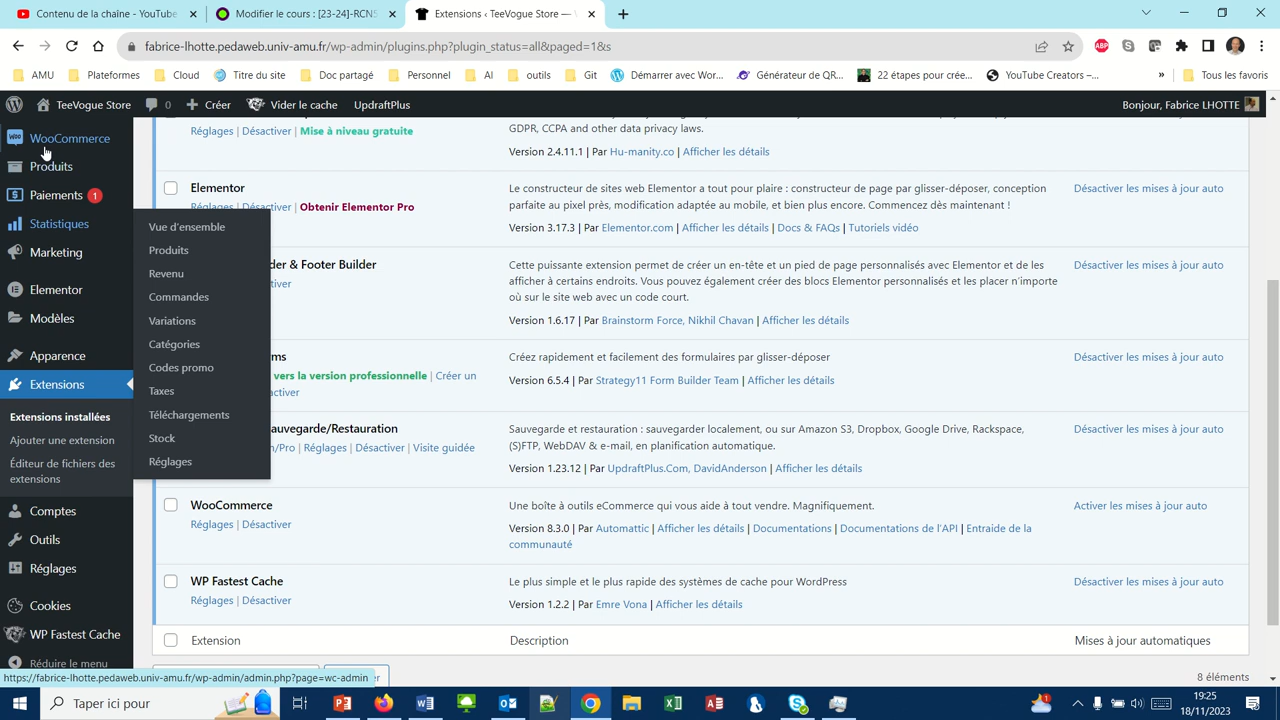 Contenu de la chaîne - YouTube
Modifier le cours : [23-24]-RCNS
Extensions ‹ TeeVogue Store —
fabrice-lhotte.pedaweb.univ-amu.fr/wp-admin/plugins.php?plugin_status=all&paged=1&s
AMU
Plateformes
Cloud
Titre du site
Doc partagé
Personnel
AI
outils
Git
Démarrer avec Wor...
Générateur de QR...
22 étapes pour crée...
YouTube Creators –...
»
Tous les favoris
TeeVogue Store
0
Créer
Vider le cache
UpdraftPlus
Bonjour, Fabrice LHOTTE
WooCommerce
Produits
Paiements 1
Statistiques
Marketing
Elementor
Modèles
Apparence
Extensions
Extensions installées
Ajouter une extension
Éditeur de fichiers des
extensions
Comptes
Outils
Réglages
Cookies
WP Fastest Cache
Réduire le menu
Vue d'ensemble
Produits
Revenu
Commandes
Variations
Catégories
Codes promo
Taxes
Téléchargements
Stock
Réglages
Réglages | Désactiver | Mise à niveau gratuite
GDPR, CCPA and other data privacy laws.
Version 2.4.11.1 | Par Hu-manity.co | Afficher les détails
Elementor
Réglages | Désactiver | Obtenir Elementor Pro
Le constructeur de sites web Elementor a tout pour plaire : constructeur de page par glisser-déposer, conception
parfaite au pixel près, modification adaptée au mobile, et bien plus encore. Commencez dès maintenant !
Version 3.17.3 | Par Elementor.com | Afficher les détails | Docs & FAQs | Tutoriels vidéo
Désactiver les mises à jour auto
der & Footer Builder
tiver
Cette puissante extension permet de créer un en-tête et un pied de page personnalisés avec Elementor et de les
afficher à certains endroits. Vous pouvez également créer des blocs Elementor personnalisés et les placer n'importe
où sur le site web avec un code court.
Version 1.6.17 | Par Brainstorm Force, Nikhil Chavan | Afficher les détails
Désactiver les mises à jour auto
ms
vers la version professionnelle | Créer un
activer
Créez rapidement et facilement des formulaires par glisser-déposer
Version 6.5.4 | Par Strategy11 Form Builder Team | Afficher les détails
Désactiver les mises à jour auto
auvegarde/Restauration
n/Pro | Réglages | Désactiver | Visite guidée
Sauvegarde et restauration : sauvegarder localement, ou sur Amazon S3, Dropbox, Google Drive, Rackspace,
(S)FTP, WebDAV & e-mail, en planification automatique.
Version 1.23.12 | Par UpdraftPlus.Com, DavidAnderson | Afficher les détails
Désactiver les mises à jour auto
WooCommerce
Réglages | Désactiver
Une boîte à outils eCommerce qui vous aide à tout vendre. Magnifiquement.
Version 8.3.0 | Par Automattic | Afficher les détails | Documentations | Documentations de l'API | Entraide de la
communauté
Activer les mises à jour auto
WP Fastest Cache
Réglages | Désactiver
Le plus simple et le plus rapide des systèmes de cache pour WordPress
Version 1.2.2 | Par Emre Vona | Afficher les détails
Désactiver les mises à jour auto
Extension
Description
Mises à jour automatiques
8 éléments
https://fabrice-lhotte.pedaweb.univ-amu.fr/wp-admin/admin.php?page=wc-admin
Taper ici pour
19:25
18/11/2023